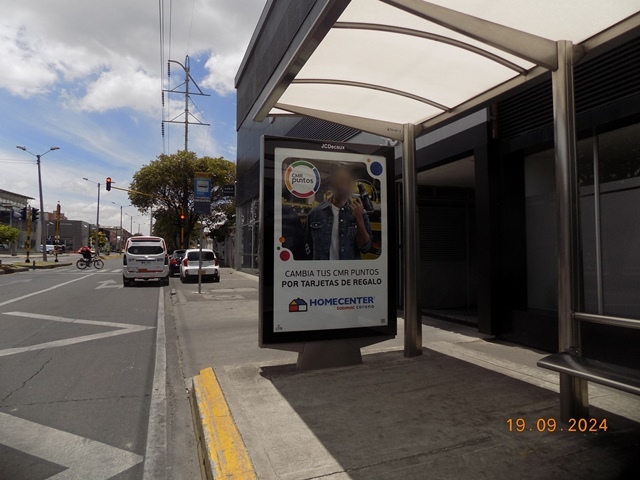 JCDecaux
CMR
puntos
CAMBIA TUS CMR PUNTOS
POR TARJETAS DE REGALO
HOMECENTER
19.09.2024